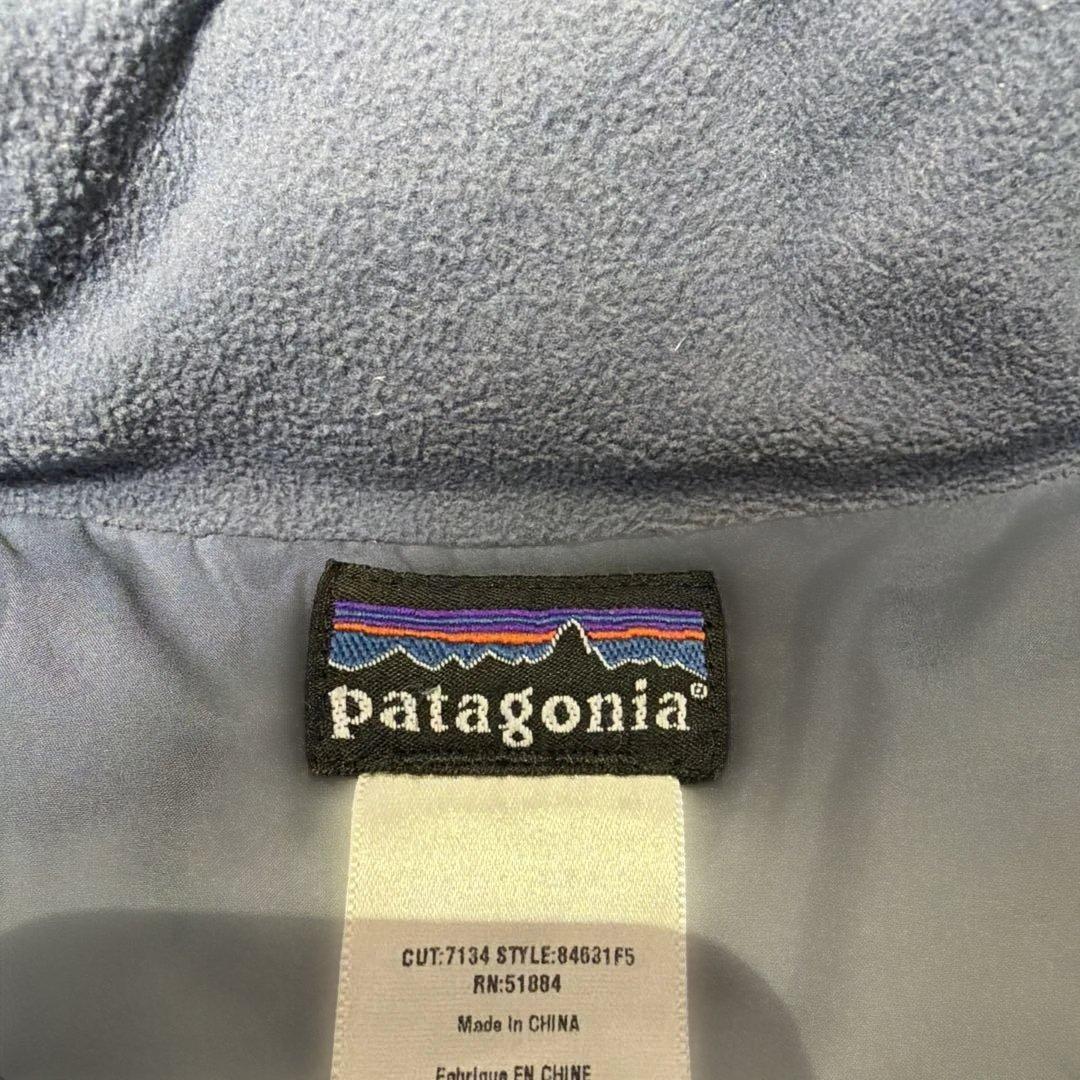 patagonia®
CUT:7134 STYLE:84631F5
RN:51884
Made In CHINA
Fabriqué EN CHINE